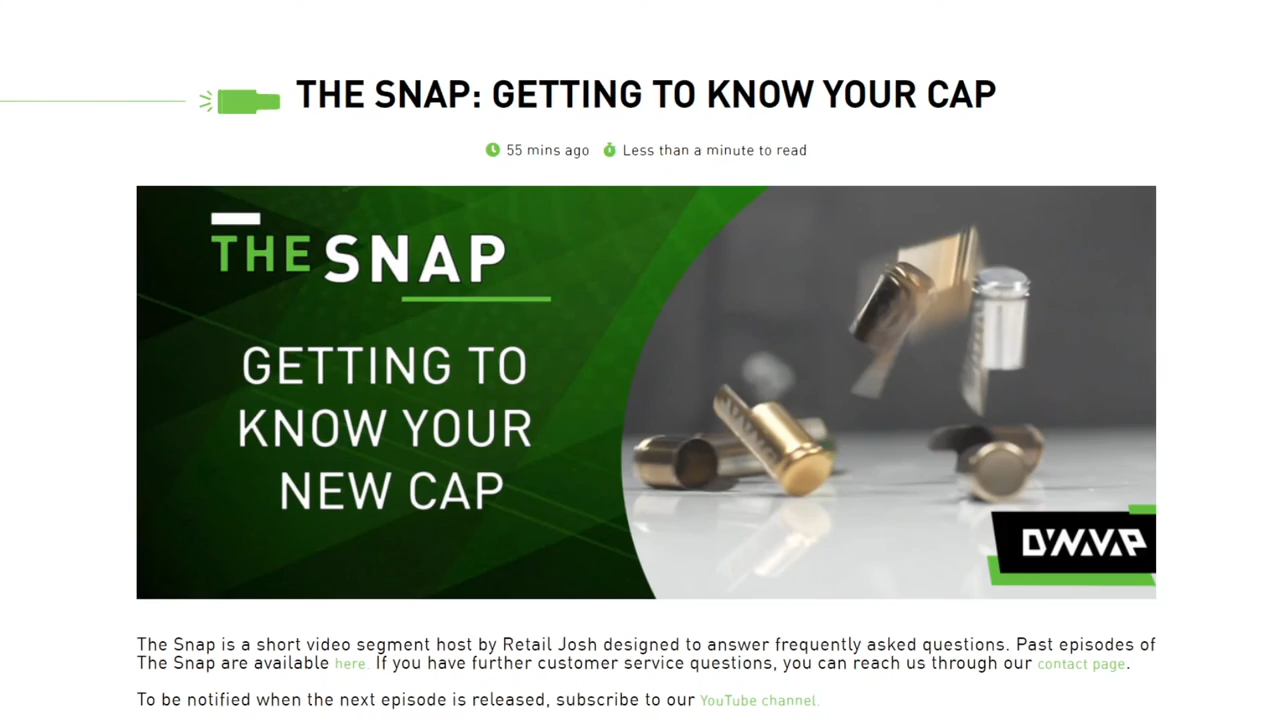 THE SNAP: GETTING TO KNOW YOUR CAP
55 mins ago Less than a minute to read
THE SNAP
GETTING TO
KNOW YOUR
NEW CAP
DYNAVAP
The Snap is a short video segment host by Retail Josh designed to answer frequently asked questions. Past episodes of
The Snap are available here. If you have further customer service questions, you can reach us through our contact page.
To be notified when the next episode is released, subscribe to our YouTube channel.